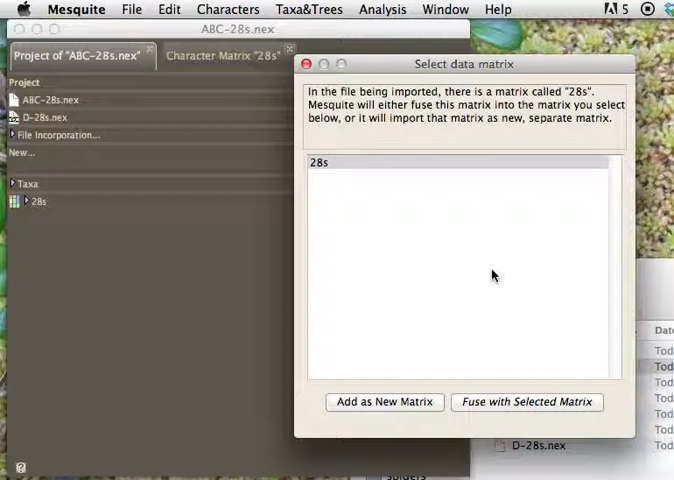 Mesquite File Edit Characters Taxa&Trees Analysis Window Help 5
ABC-28s.nex
Project of "ABC-28s.nex"
Character Matrix "28s"
Project
ABC-28s.nex
D-28s.nex
File Incorporation...
New...
Taxa
28s
Select data matrix
In the file being imported, there is a matrix called "28s".
Mesquite will either fuse this matrix into the matrix you select
below, or it will import that matrix as new, separate matrix.
28s
Add as New Matrix
Fuse with Selected Matrix
Date
Tod
Tod
Tod
Tod
Tod
Tod
Tod
D-28s.nex